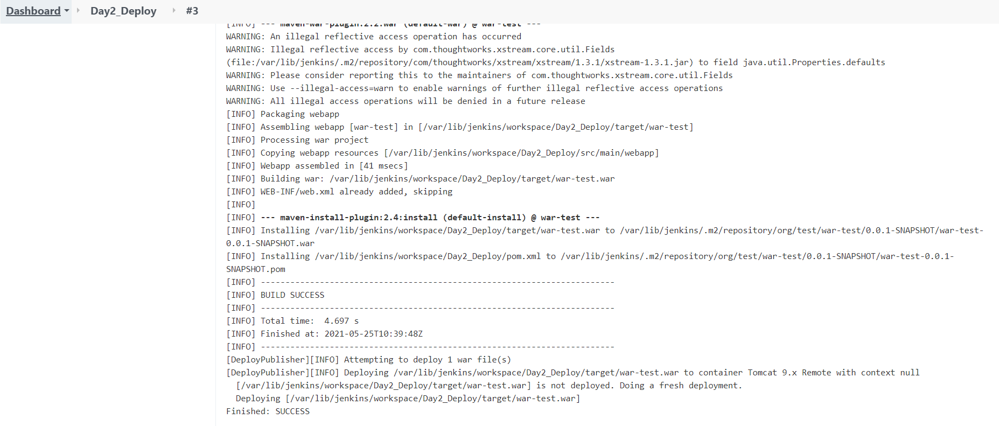 Dashboard Day2_Deploy #3
[INFO] --- maven-war-plugin:2.2:war (default-war) @ war-test ---
WARNING: An illegal reflective access operation has occurred
WARNING: Illegal reflective access by com.thoughtworks.xstream.core.util.Fields
(file:/var/lib/jenkins/.m2/repository/com/thoughtworks/xstream/xstream/1.3.1/xstream-1.3.1.jar) to field java.util.Properties.defaults
WARNING: Please consider reporting this to the maintainers of com.thoughtworks.xstream.core.util.Fields
WARNING: Use --illegal-access=warn to enable warnings of further illegal reflective access operations
WARNING: All illegal access operations will be denied in a future release
[INFO] Packaging webapp
[INFO] Assembling webapp [war-test] in [/var/lib/jenkins/workspace/Day2_Deploy/target/war-test]
[INFO] Processing war project
[INFO] Copying webapp resources [/var/lib/jenkins/workspace/Day2_Deploy/src/main/webapp]
[INFO] Webapp assembled in [41 msecs]
[INFO] Building war: /var/lib/jenkins/workspace/Day2_Deploy/target/war-test.war
[INFO] WEB-INF/web.xml already added, skipping
[INFO]
[INFO] --- maven-install-plugin:2.4:install (default-install) @ war-test ---
[INFO] Installing /var/lib/jenkins/workspace/Day2_Deploy/target/war-test.war to /var/lib/jenkins/.m2/repository/org/test/war-test/0.0.1-SNAPSHOT/war-test-
0.0.1-SNAPSHOT.war
[INFO] Installing /var/lib/jenkins/workspace/Day2_Deploy/pom.xml to /var/lib/jenkins/.m2/repository/org/test/war-test/0.0.1-SNAPSHOT/war-test-0.0.1-
SNAPSHOT.pom
[INFO] ------------------------------------------------------------------------
[INFO] BUILD SUCCESS
[INFO] ------------------------------------------------------------------------
[INFO] Total time:  4.697 s
[INFO] Finished at: 2021-05-25T10:39:48Z
[INFO] ------------------------------------------------------------------------
[DeployPublisher][INFO] Attempting to deploy 1 war file(s)
[DeployPublisher][INFO] Deploying /var/lib/jenkins/workspace/Day2_Deploy/target/war-test.war to container Tomcat 9.x Remote with context null
[/var/lib/jenkins/workspace/Day2_Deploy/target/war-test.war] is not deployed. Doing a fresh deployment.
Deploying [/var/lib/jenkins/workspace/Day2_Deploy/target/war-test.war]
Finished: SUCCESS